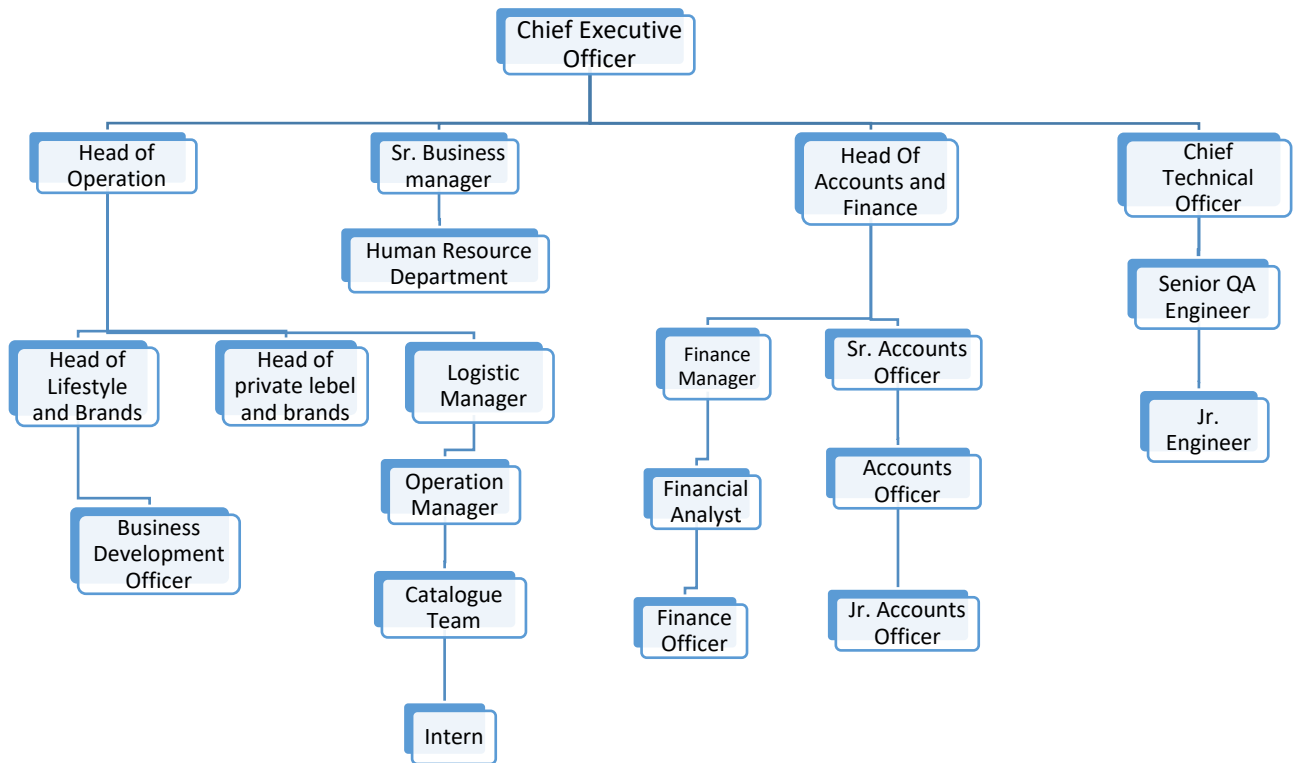 Chief Executive
Officer
Head of
Operation
Sr. Business
manager
Head Of
Accounts and
Finance
Chief
Technical
Officer
Human Resource
Department
Senior QA
Engineer
Head of
Lifestyle
and Brands
Head of
private lebel
and brands
Logistic
Manager
Finance
Manager
Sr. Accounts
Officer
Jr.
Engineer
Operation
Manager
Financial
Analyst
Accounts
Officer
Business
Development
Officer
Catalogue
Team
Finance
Officer
Jr. Accounts
Officer
Intern